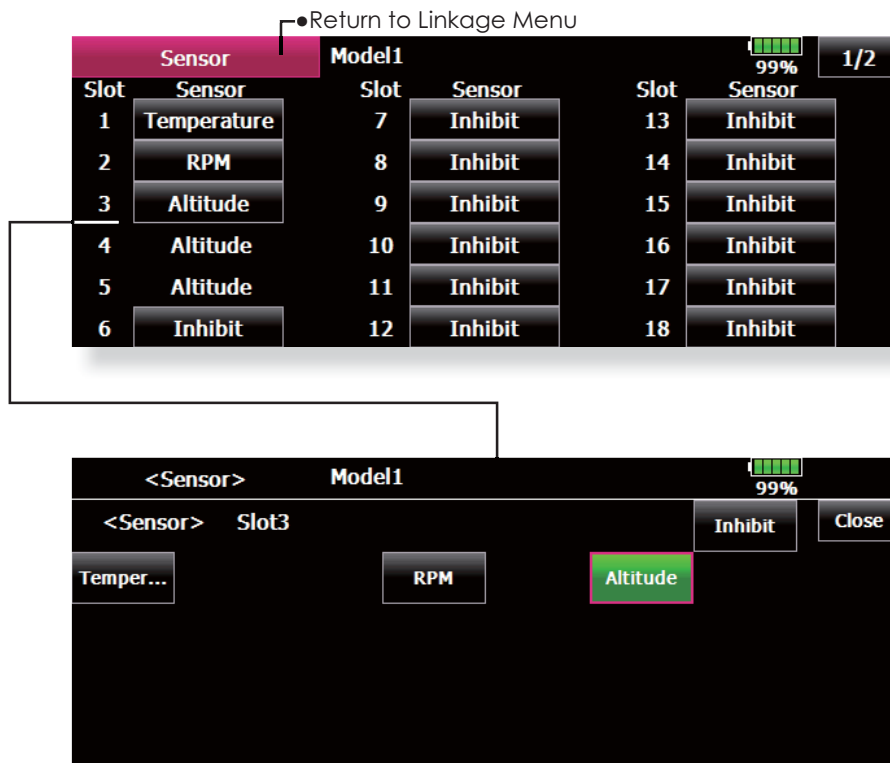 ●Return to Linkage Menu
Sensor Model1 99% 1/2
Slot Sensor Slot Sensor Slot Sensor
1 Temperature 7 Inhibit 13 Inhibit
2 RPM 8 Inhibit 14 Inhibit
3 Altitude 9 Inhibit 15 Inhibit
4 Altitude 10 Inhibit 16 Inhibit
5 Altitude 11 Inhibit 17 Inhibit
6 Inhibit 12 Inhibit 18 Inhibit
<Sensor> Model1 99%
<Sensor> Slot3 Inhibit Close
Temper... RPM Altitude